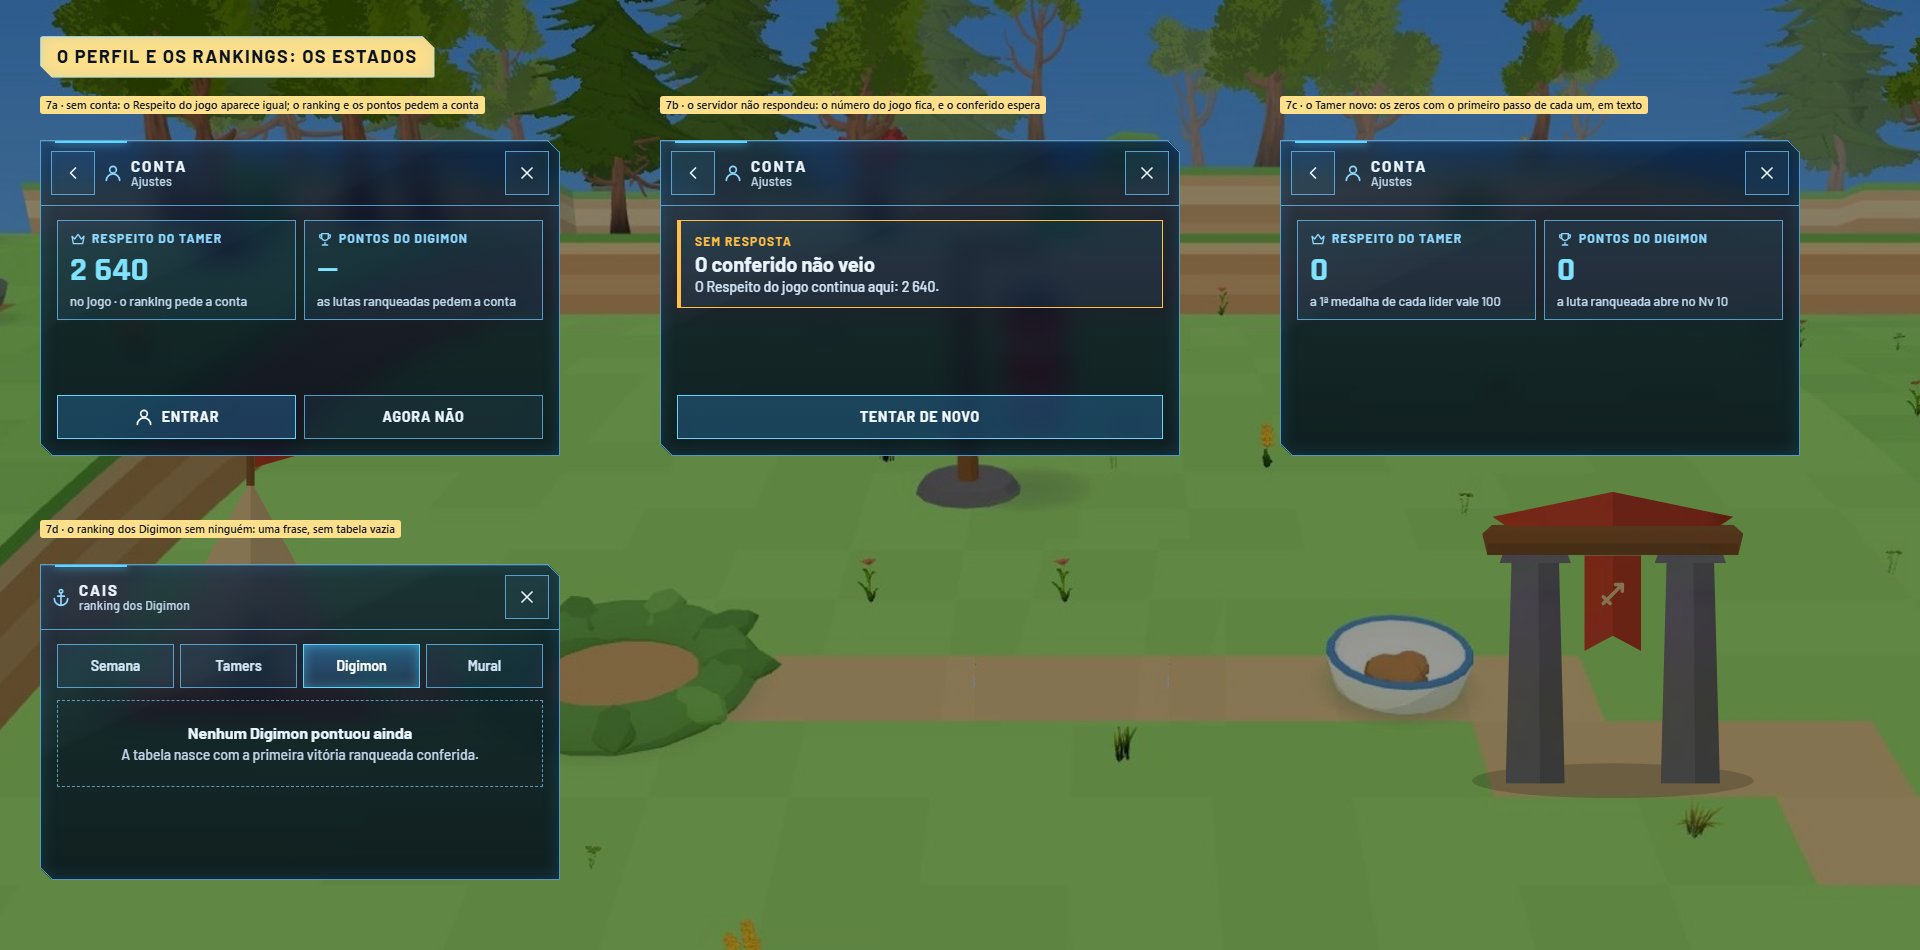 O PERFIL E OS RANKINGS: OS ESTADOS
7a · sem conta: o Respeito do jogo aparece igual; o ranking e os pontos pedem a conta
CONTA
Ajustes
RESPEITO DO TAMER
2 640
no jogo · o ranking pede a conta
PONTOS DO DIGIMON
—
as lutas ranqueadas pedem a conta
ENTRAR
AGORA NÃO
7b · o servidor não respondeu: o número do jogo fica, e o conferido espera
CONTA
Ajustes
SEM RESPOSTA
O conferido não veio
O Respeito do jogo continua aqui: 2 640.
TENTAR DE NOVO
7c · o Tamer novo: os zeros com o primeiro passo de cada um, em texto
CONTA
Ajustes
RESPEITO DO TAMER
0
a 1ª medalha de cada líder vale 100
PONTOS DO DIGIMON
0
a luta ranqueada abre no Nv 10
7d · o ranking dos Digimon sem ninguém: uma frase, sem tabela vazia
CAIS
ranking dos Digimon
Semana
Tamers
Digimon
Mural
Nenhum Digimon pontuou ainda
A tabela nasce com a primeira vitória ranqueada conferida.